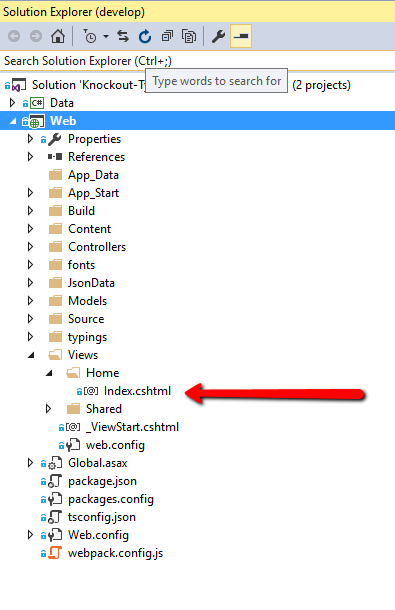 Solution Explorer (develop)
Search Solution Explorer (Ctrl+;)
Type words to search for
Solution 'Knockout-T (2 projects)
C# Data
Web
Properties
References
App_Data
App_Start
Build
Content
Controllers
fonts
JsonData
Models
Source
typings
Views
Home
[@] Index.cshtml
Shared
[@] _ViewStart.cshtml
web.config
Global.asax
package.json
packages.config
tsconfig.json
Web.config
webpack.config.js